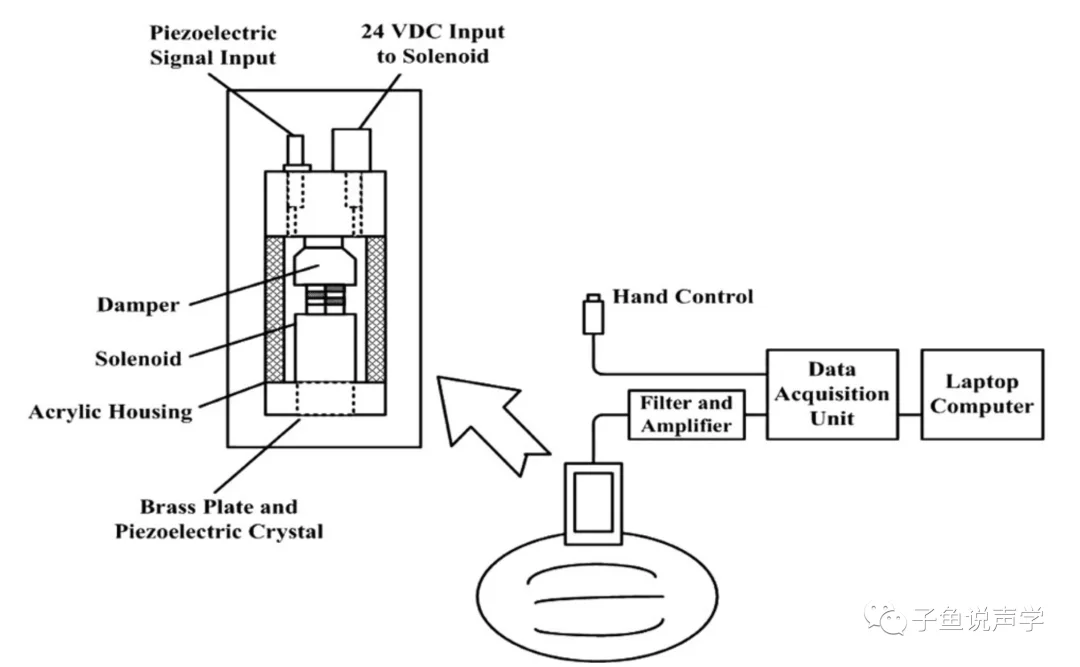 Piezoelectric
Signal Input
24 VDC Input
to Solenoid
Damper
Solenoid
Acrylic Housing
Brass Plate and
Piezoelectric Crystal
Hand Control
Filter and
Amplifier
Data
Acquisition
Unit
Laptop
Computer
子鱼说声学